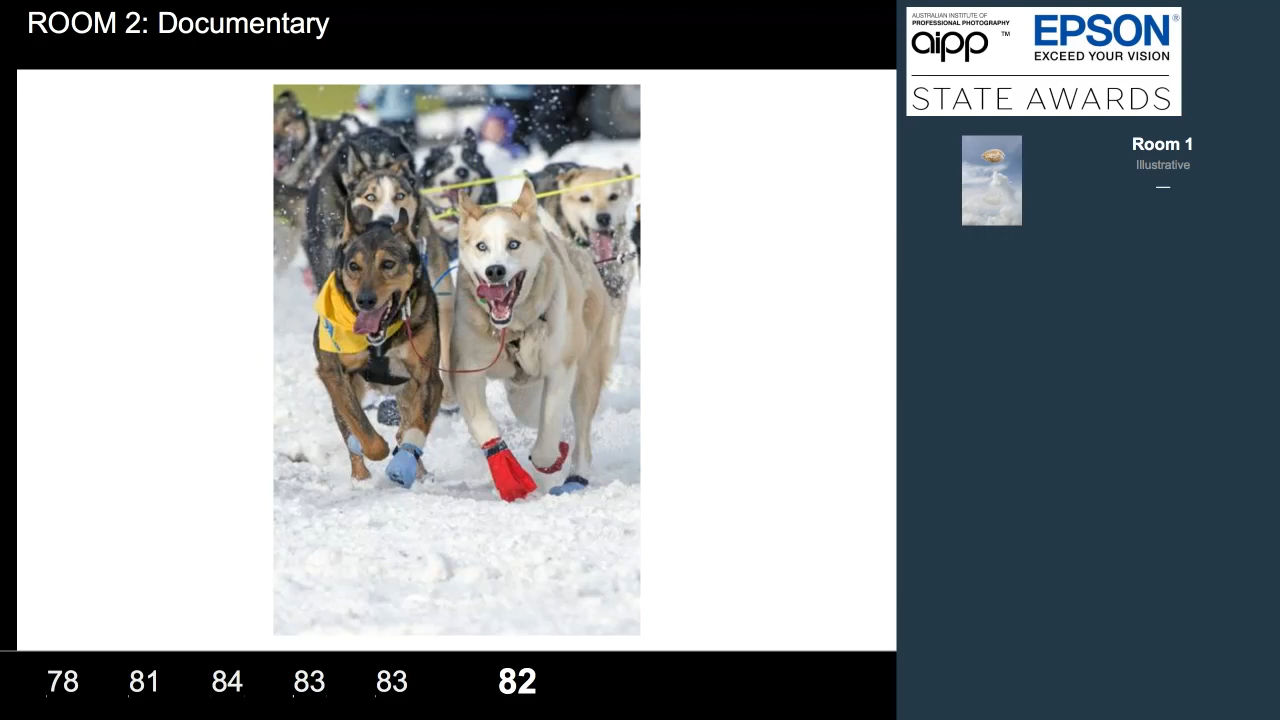 ROOM 2: Documentary
AUSTRALIAN INSTITUTE OF
PROFESSIONAL PHOTOGRAPHY
aipp ™
EPSON®
EXCEED YOUR VISION
STATE AWARDS
Room 1
Illustrative
—
78 81 84 83 83 82